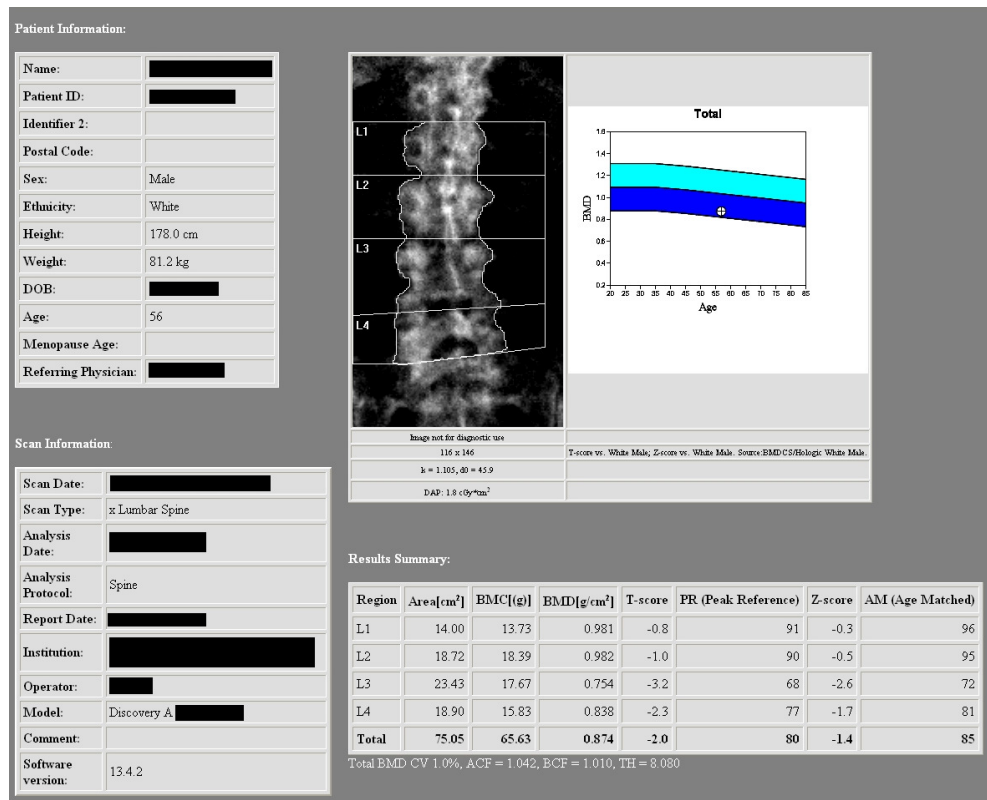 Patient Information:
Name:
Patient ID:
Identifier 2:
Postal Code:
Sex: Male
Ethnicity: White
Height: 178.0 cm
Weight: 81.2 kg
DOB:
Age: 56
Menopause Age:
Referring Physician:
Scan Information:
Scan Date:
Scan Type: x Lumbar Spine
Analysis
Date:
Analysis
Protocol: Spine
Report Date:
Institution:
Operator:
Model: Discovery A
Comment:
Software
version: 13.4.2
L1
L2
L3
L4
Image not for diagnostic use
116 x 146
k = 1.105, d0 = 45.9
DAP: 1.8 cGy*cm²
Total
BMD
1.6
1.4
1.2
1.0
0.8
0.6
0.4
0.2
20 25 30 35 40 45 50 55 60 65 70 75 80 85
Age
T-score vs. White Male; Z-score vs. White Male. Source:BMDCS/Hologic White Male.
Results Summary:
Region Area[cm²] BMC[(g)] BMD[g/cm²] T-score PR (Peak Reference) Z-score AM (Age Matched)
L1 14.00 13.73 0.981 -0.8 91 -0.3 96
L2 18.72 18.39 0.982 -1.0 90 -0.5 95
L3 23.43 17.67 0.754 -3.2 68 -2.6 72
L4 18.90 15.83 0.838 -2.3 77 -1.7 81
Total 75.05 65.63 0.874 -2.0 80 -1.4 85
Total BMD CV 1.0%, ACF = 1.042, BCF = 1.010, TH = 8.080